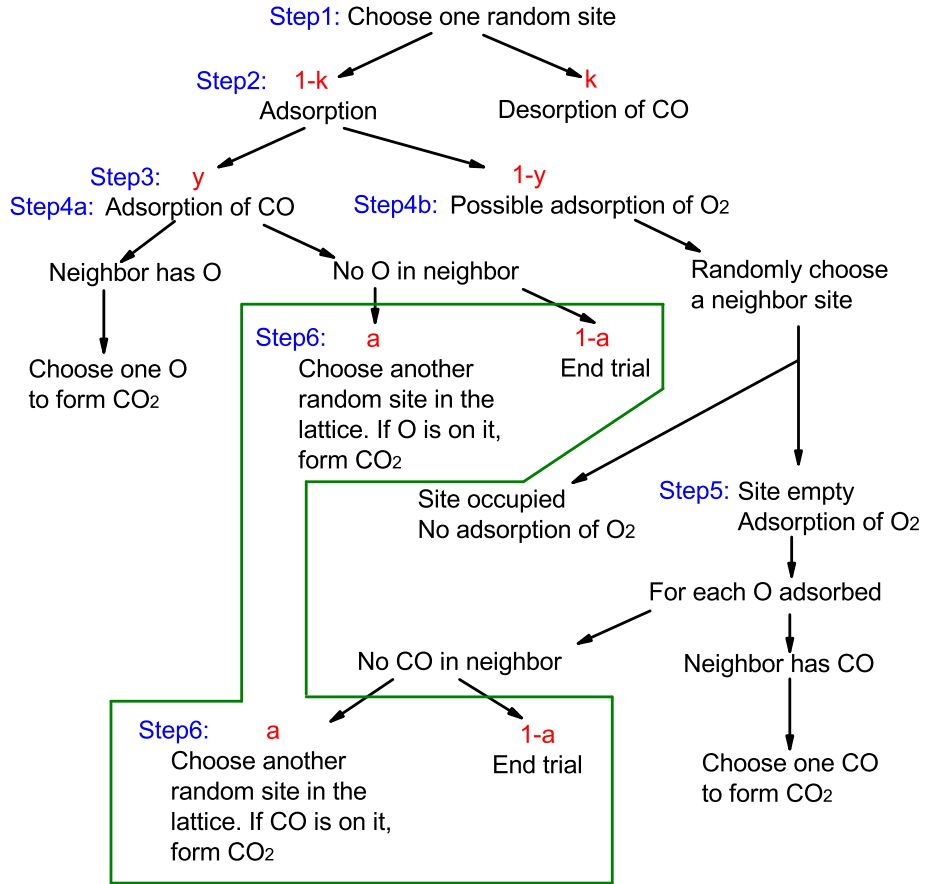 Step1: Choose one random site
Step2: 1-k
k
Adsorption
Desorption of CO
Step3: y
1-y
Step4a: Adsorption of CO
Step4b: Possible adsorption of O2
Neighbor has O
No O in neighbor
Randomly choose
a neighbor site
Choose one O
to form CO2
Step6: a
1-a
Choose another
random site in the
lattice. If O is on it,
form CO2
End trial
Site occupied
No adsorption of O2
Step5: Site empty
Adsorption of O2
For each O adsorbed
No CO in neighbor
Neighbor has CO
Step6: a
1-a
Choose another
random site in the
lattice. If CO is on it,
form CO2
End trial
Choose one CO
to form CO2